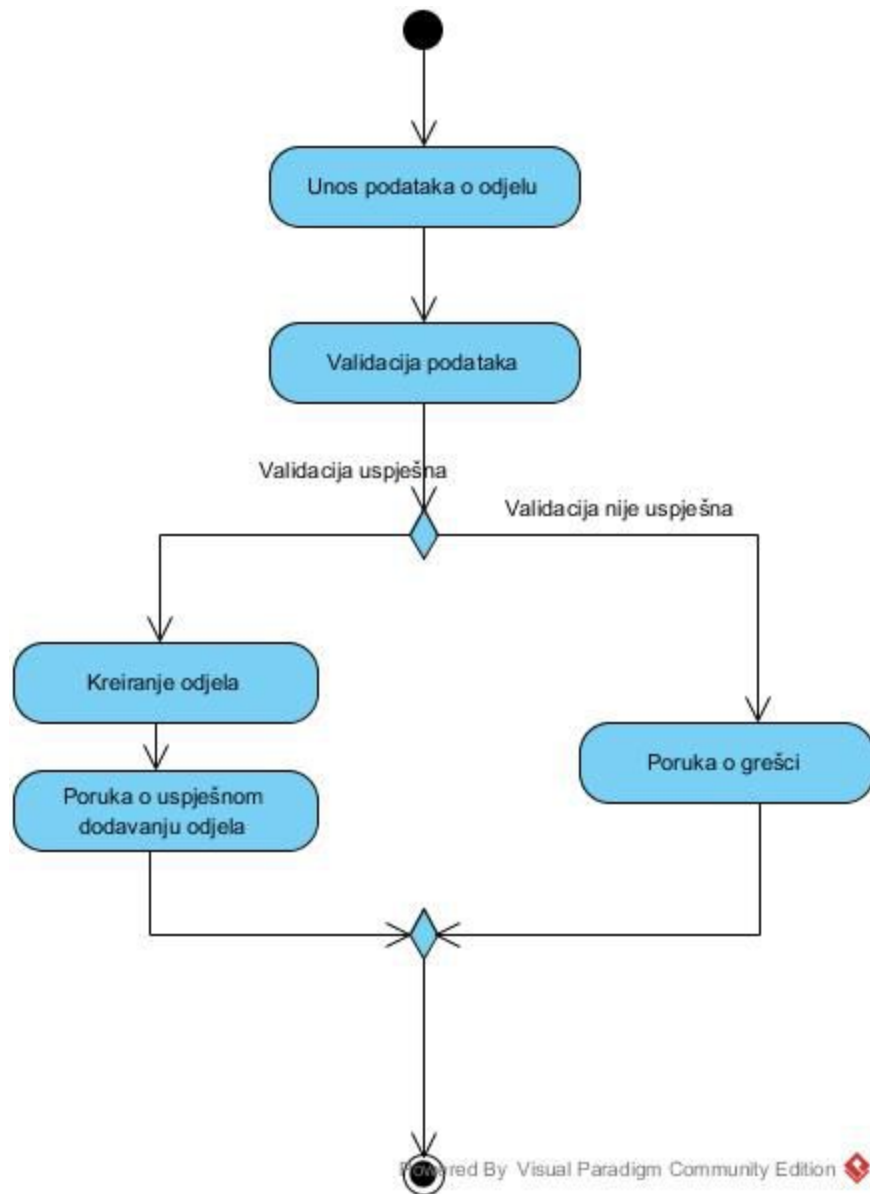 Unos podataka o odjelu
Validacija podataka
Validacija uspješna
Validacija nije uspješna
Kreiranje odjela
Poruka o grešci
Poruka o uspješnom
dodavanju odjela
Powered By Visual Paradigm Community Edition